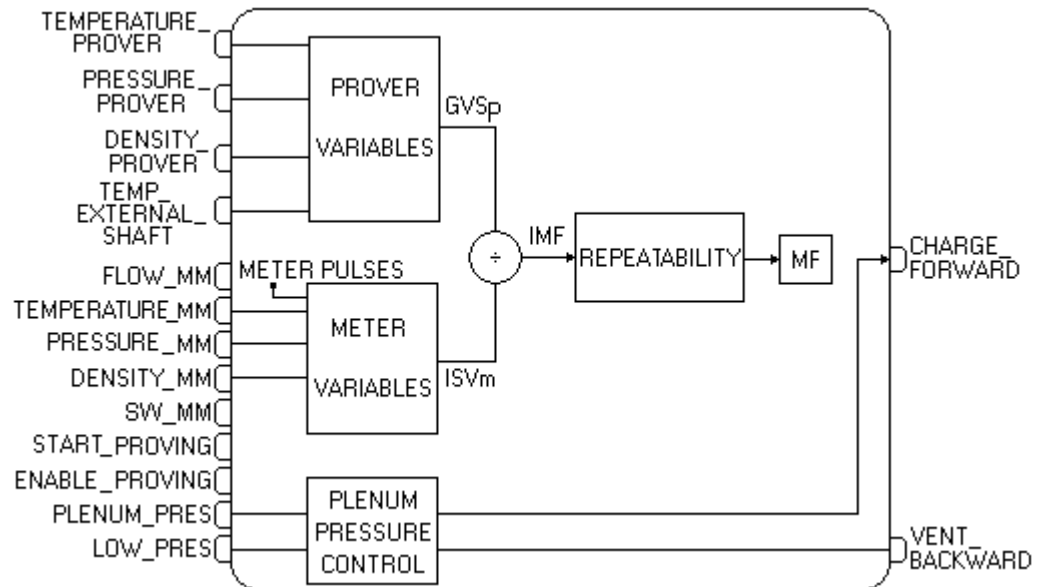 TEMPERATURE_
PROVER
PRESSURE_
PROVER
DENSITY_
PROVER
TEMP_
EXTERNAL_
SHAFT
FLOW_MM
TEMPERATURE_MM
PRESSURE_MM
DENSITY_MM
SW_MM
START_PROVING
ENABLE_PROVING
PLENUM_PRES
LOW_PRES
PROVER
VARIABLES
GVSp
METER PULSES
METER
VARIABLES
ISVm
÷
IMF
REPEATABILITY
MF
PLENUM
PRESSURE
CONTROL
CHARGE_
FORWARD
VENT_
BACKWARD